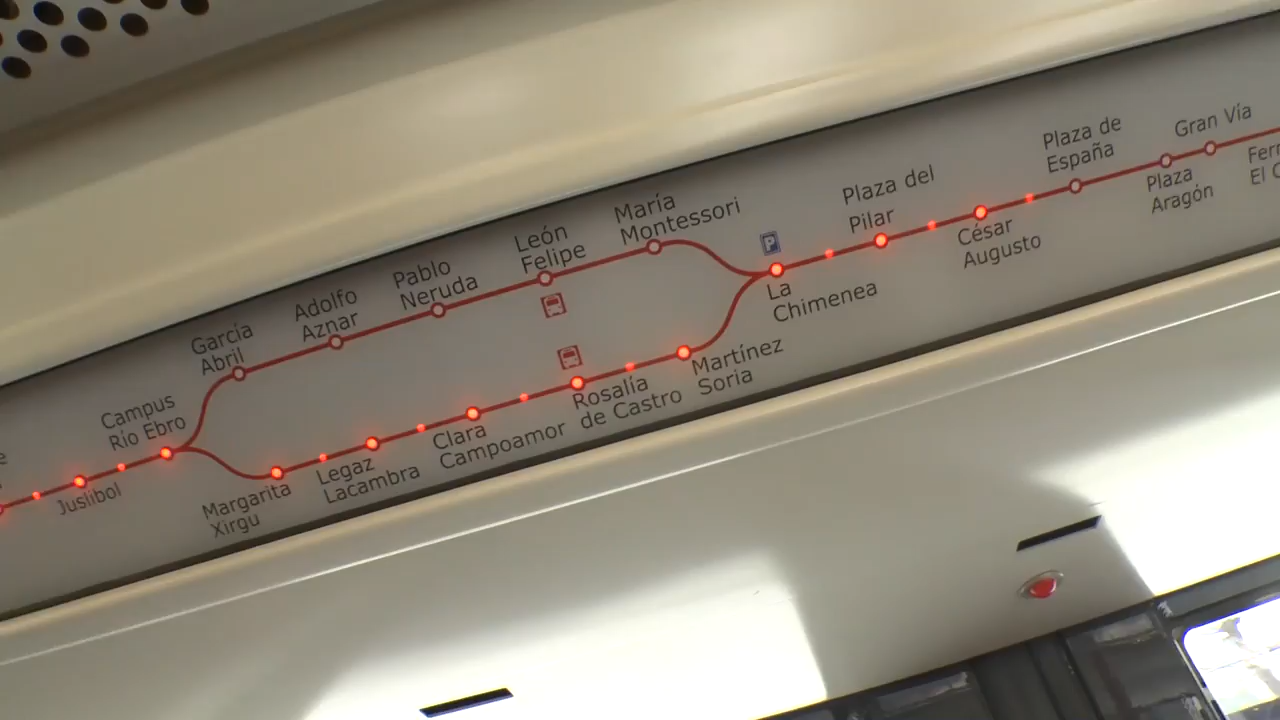 Juslibol
Campus
Río Ebro
García
Abril
Adolfo
Aznar
Pablo
Neruda
León
Felipe
María
Montessori
Margarita
Xirgu
Legaz
Lacambra
Clara
Campoamor
Rosalía
de Castro
Martínez
Soria
P
La
Chimenea
Plaza del
Pilar
César
Augusto
Plaza de
España
Plaza
Aragón
Gran Vía